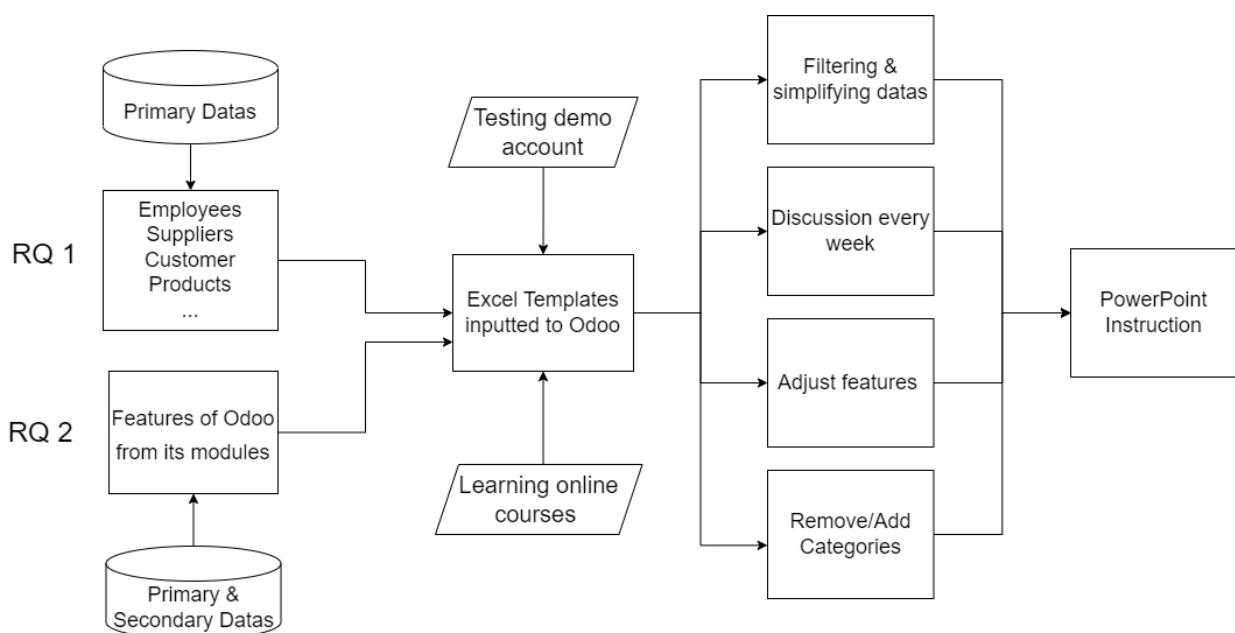 Primary Datas
RQ 1
Employees
Suppliers
Customer
Products
...
RQ 2
Features of Odoo
from its modules
Primary &
Secondary Datas
Testing demo
account
Excel Templates
inputted to Odoo
Learning online
courses
Filtering &
simplifying datas
Discussion every
week
Adjust features
Remove/Add
Categories
PowerPoint
Instruction